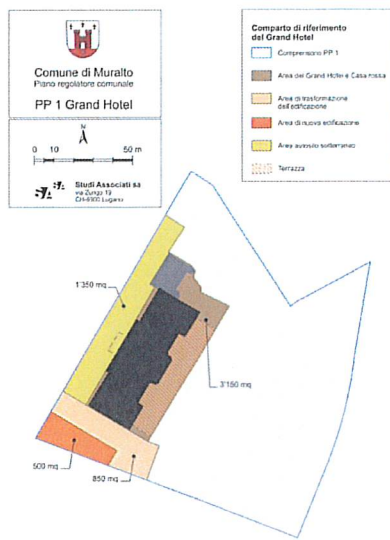 Comune di Muralto
Piano regolatore comunale
PP 1 Grand Hotel
N
0 10 50 m
Studi Associati sa
via Zurigo 19
CH-6900 Lugano
Comparto di riferimento
del Grand Hotel
Comprensorio PP 1
Area del Grand Hotel e Casa rossa
Area di trasformazione
dell'edificazione
Area di nuova edificazione
Area autosilo sotterraneo
Terrazza
1'350 mq
3'150 mq
500 mq
850 mq